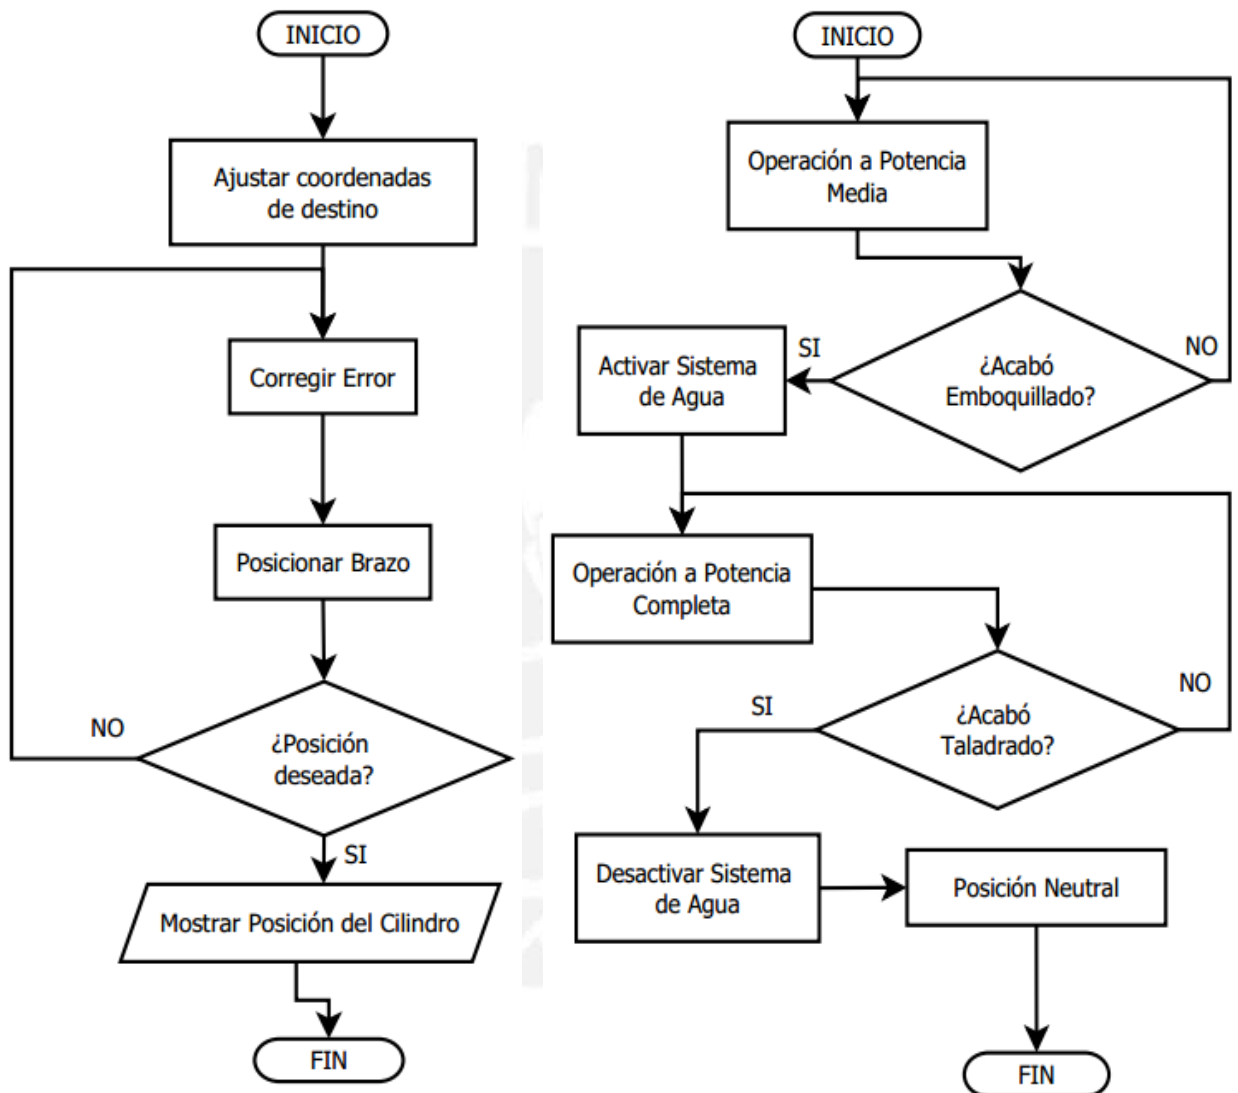 INICIO
Ajustar coordenadas
de destino
Corregir Error
Posicionar Brazo
NO
¿Posición
deseada?
SI
Mostrar Posición del Cilindro
FIN
INICIO
Operación a Potencia
Media
¿Acabó
Emboquillado?
NO
SI
Activar Sistema
de Agua
Operación a Potencia
Completa
¿Acabó
Taladrado?
NO
SI
Desactivar Sistema
de Agua
Posición Neutral
FIN